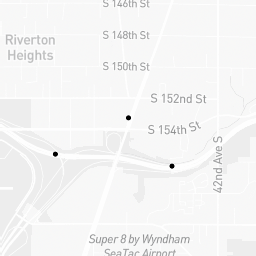 S 146th St
Riverton
Heights
S 148th St
S 150th St
S 152nd St
S 154th St
42nd Ave S
Super 8 by Wyndham
SeaTac Airport